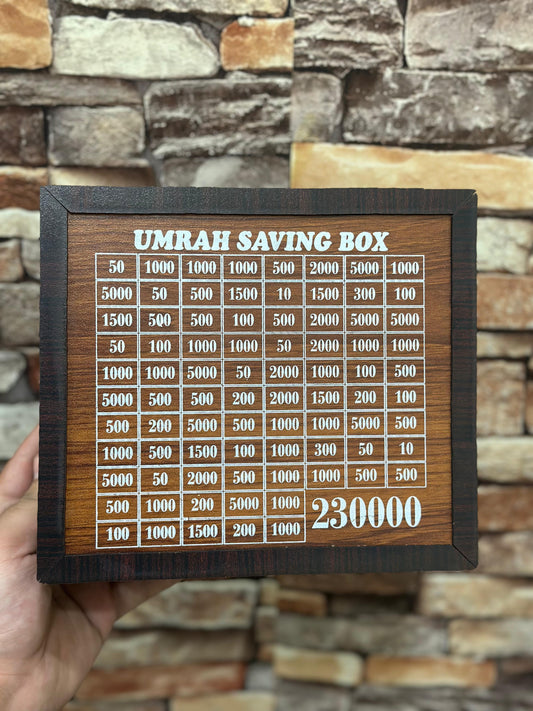 UMRAH SAVING BOX
50 1000 1000 1000 500 2000 5000 1000
5000 50 500 1500 10 1500 300 100
1500 500 500 100 500 2000 5000 5000
50 100 1000 1000 50 2000 1000 1000
1000 1000 5000 50 2000 1000 100 500
5000 500 500 200 2000 1500 200 100
500 200 5000 500 1000 1000 5000 500
1000 500 1500 100 1000 300 50 10
5000 50 2000 500 1000 1000 500 500
500 1000 200 5000 1000 230000
100 1000 1500 200 1000